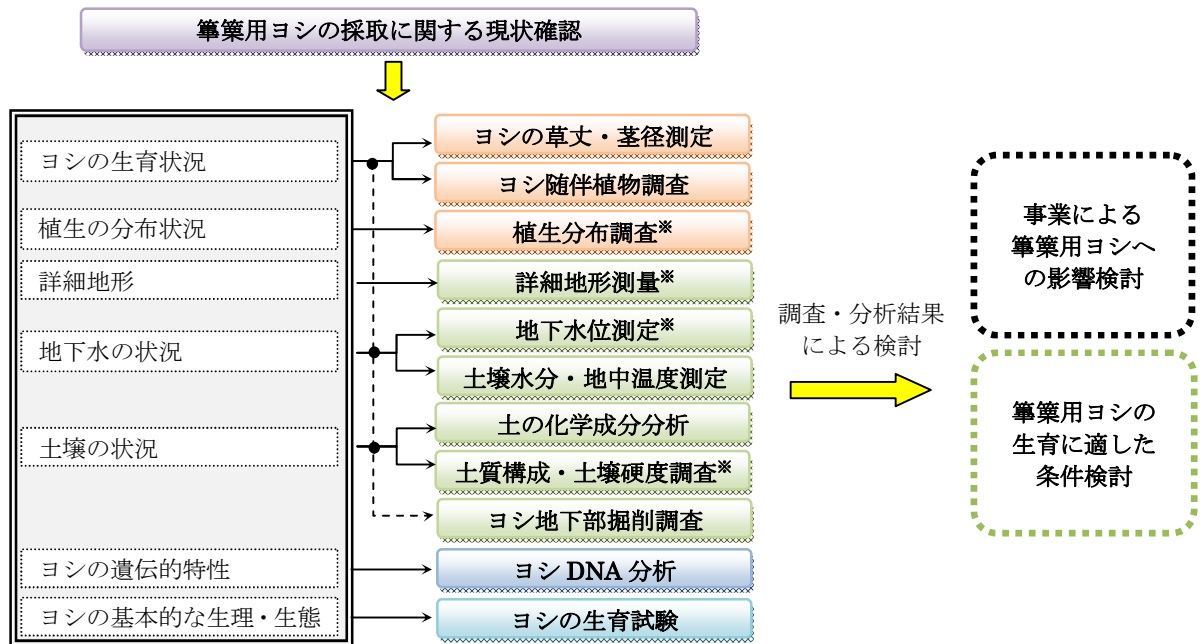 篳篥用ヨシの採取に関する現状確認
ヨシの生育状況
植生の分布状況
詳細地形
地下水の状況
土壌の状況
ヨシの遺伝的特性
ヨシの基本的な生理・生態
ヨシの草丈・茎径測定
ヨシ随伴植物調査
植生分布調査※
詳細地形測量※
地下水位測定※
土壌水分・地中温度測定
土の化学成分分析
土質構成・土壌硬度調査※
ヨシ地下部掘削調査
ヨシ DNA 分析
ヨシの生育試験
調査・分析結果
による検討
事業による
篳篥用ヨシへ
の影響検討
篳篥用ヨシの
生育に適した
条件検討